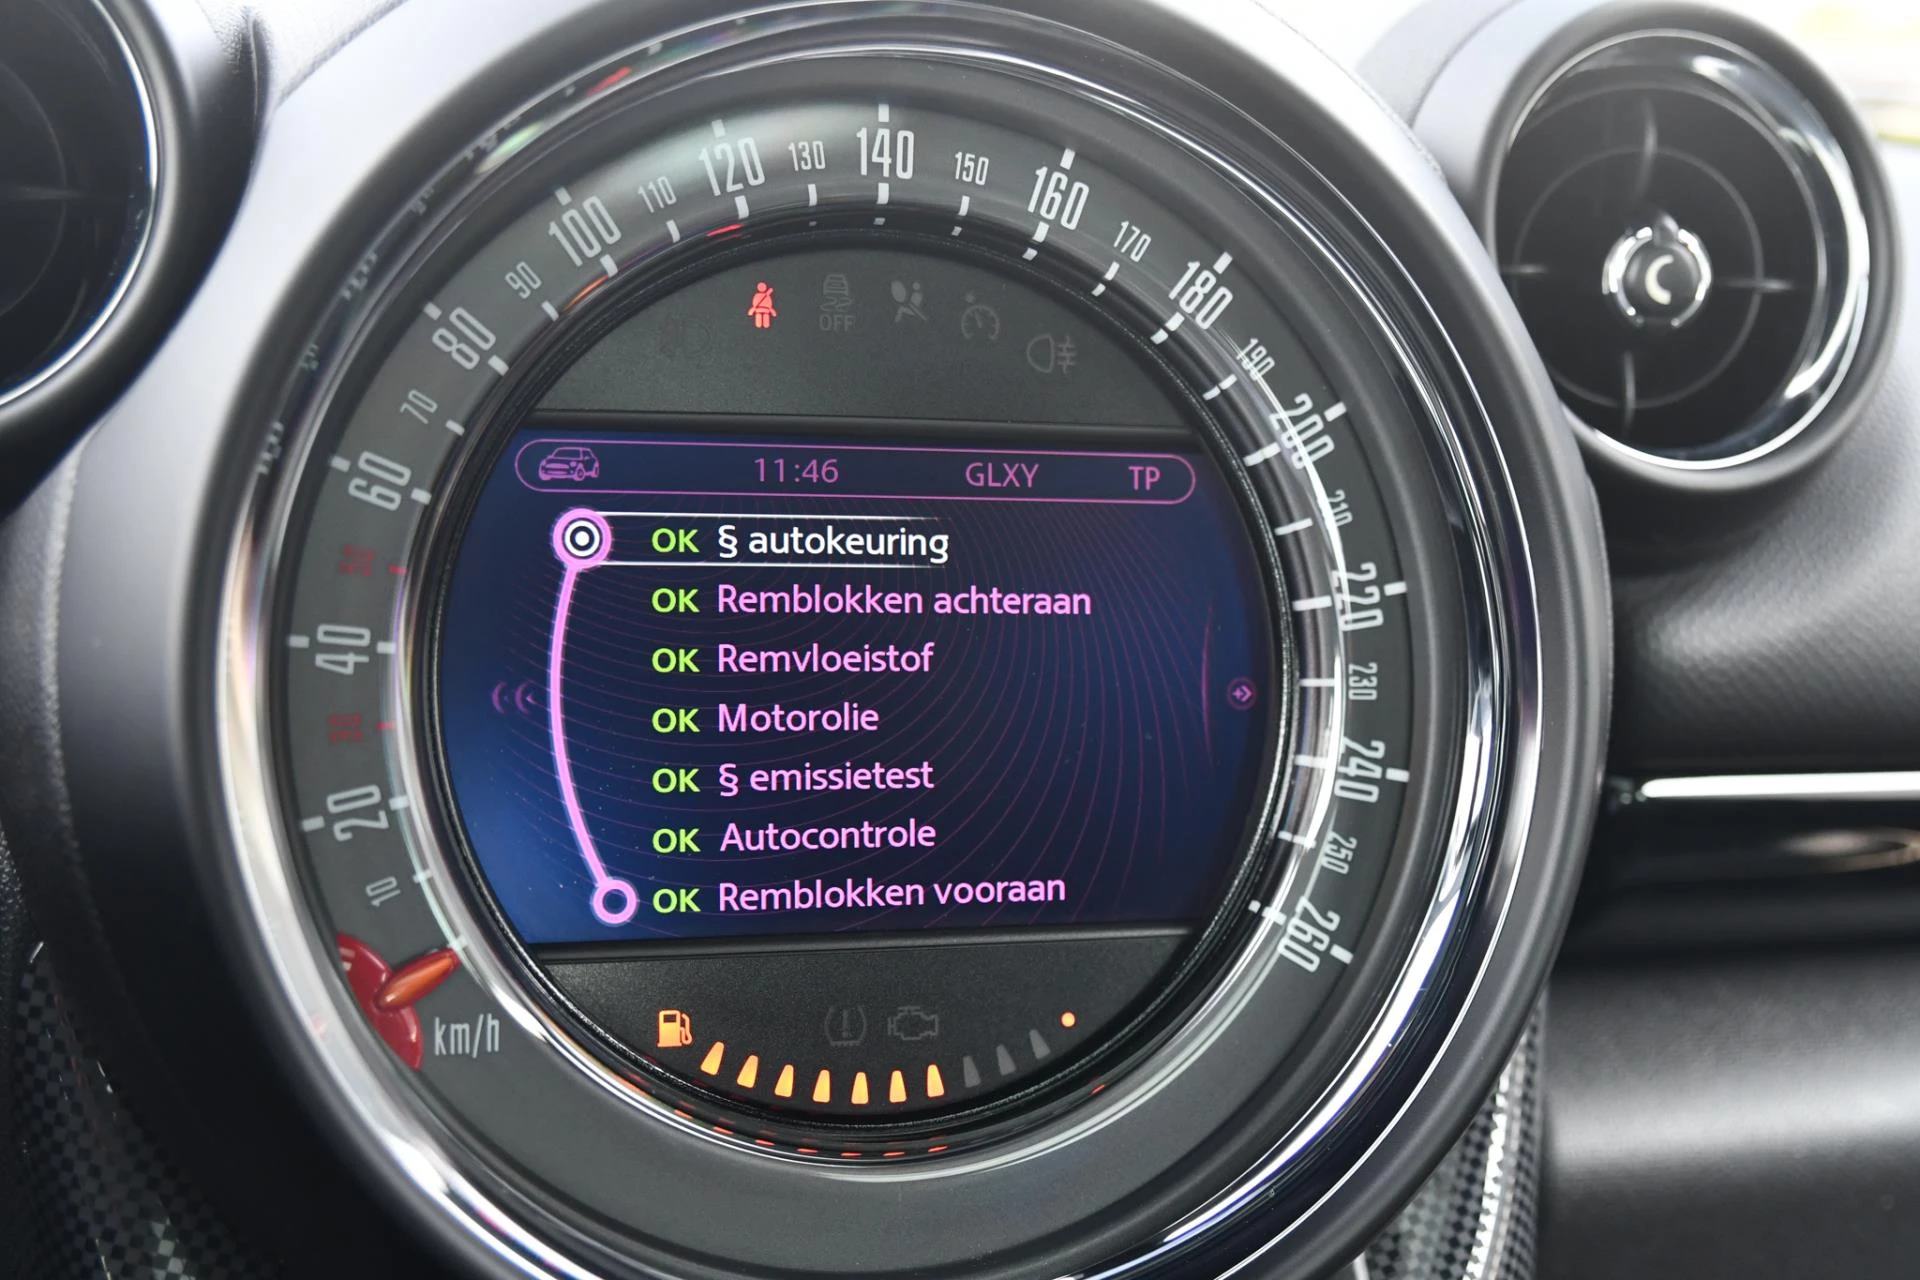 10
20
30
40
50
60
70
80
90
100
110
120
130
140
150
160
170
180
190
200
210
220
230
240
250
260
km/h
OFF
11:46 GLXY TP
OK § autokeuring
OK Remblokken achteraan
OK Remvloeistof
OK Motorolie
OK § emissietest
OK Autocontrole
OK Remblokken vooraan